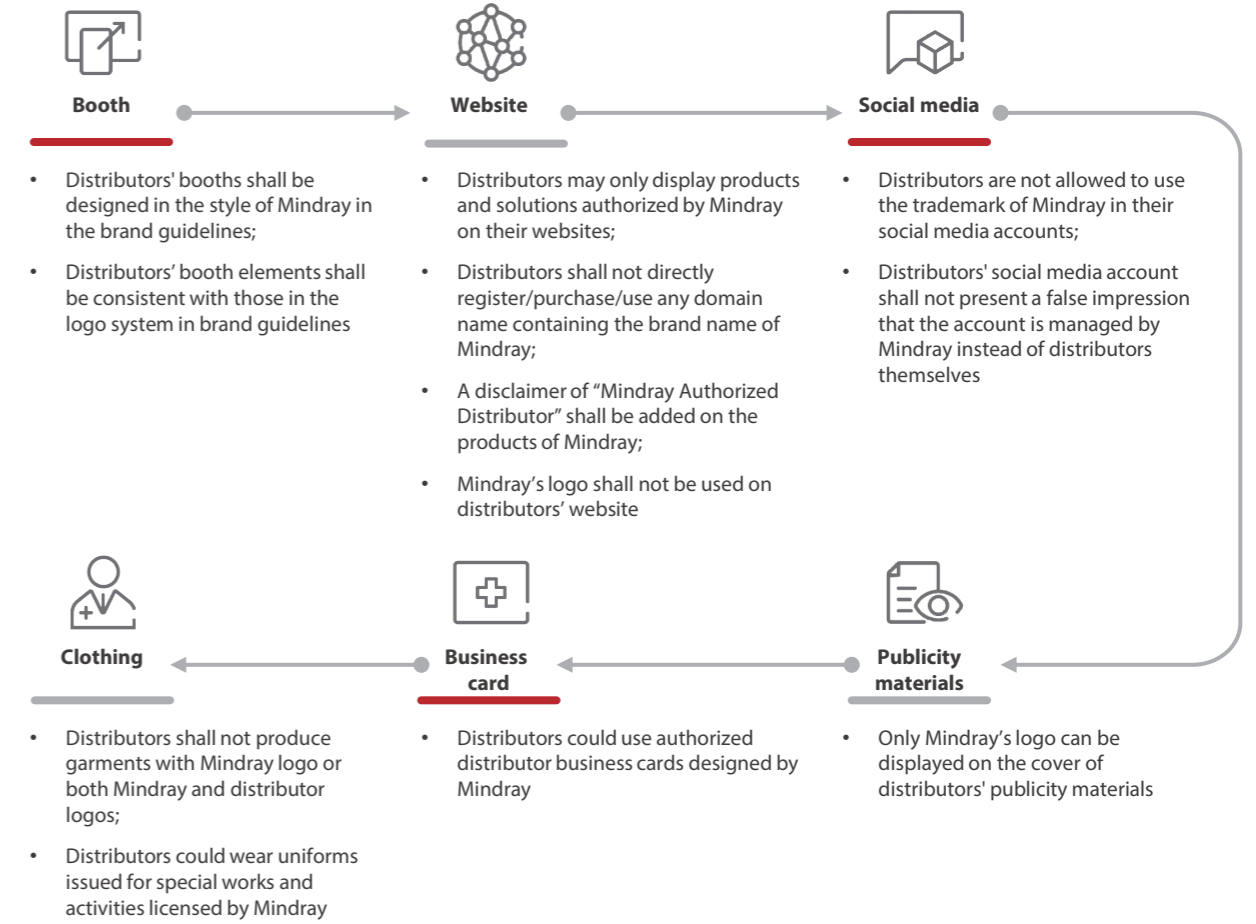 Booth
• Distributors' booths shall be
designed in the style of Mindray in
the brand guidelines;
• Distributors’ booth elements shall
be consistent with those in the
logo system in brand guidelines
Website
• Distributors may only display products
and solutions authorized by Mindray
on their websites;
• Distributors shall not directly
register/purchase/use any domain
name containing the brand name of
Mindray;
• A disclaimer of “Mindray Authorized
Distributor” shall be added on the
products of Mindray;
• Mindray’s logo shall not be used on
distributors’ website
Social media
• Distributors are not allowed to use
the trademark of Mindray in their
social media accounts;
• Distributors' social media account
shall not present a false impression
that the account is managed by
Mindray instead of distributors
themselves
Publicity
materials
• Only Mindray’s logo can be
displayed on the cover of
distributors' publicity materials
Business
card
• Distributors could use authorized
distributor business cards designed by
Mindray
Clothing
• Distributors shall not produce
garments with Mindray logo or
both Mindray and distributor
logos;
• Distributors could wear uniforms
issued for special works and
activities licensed by Mindray